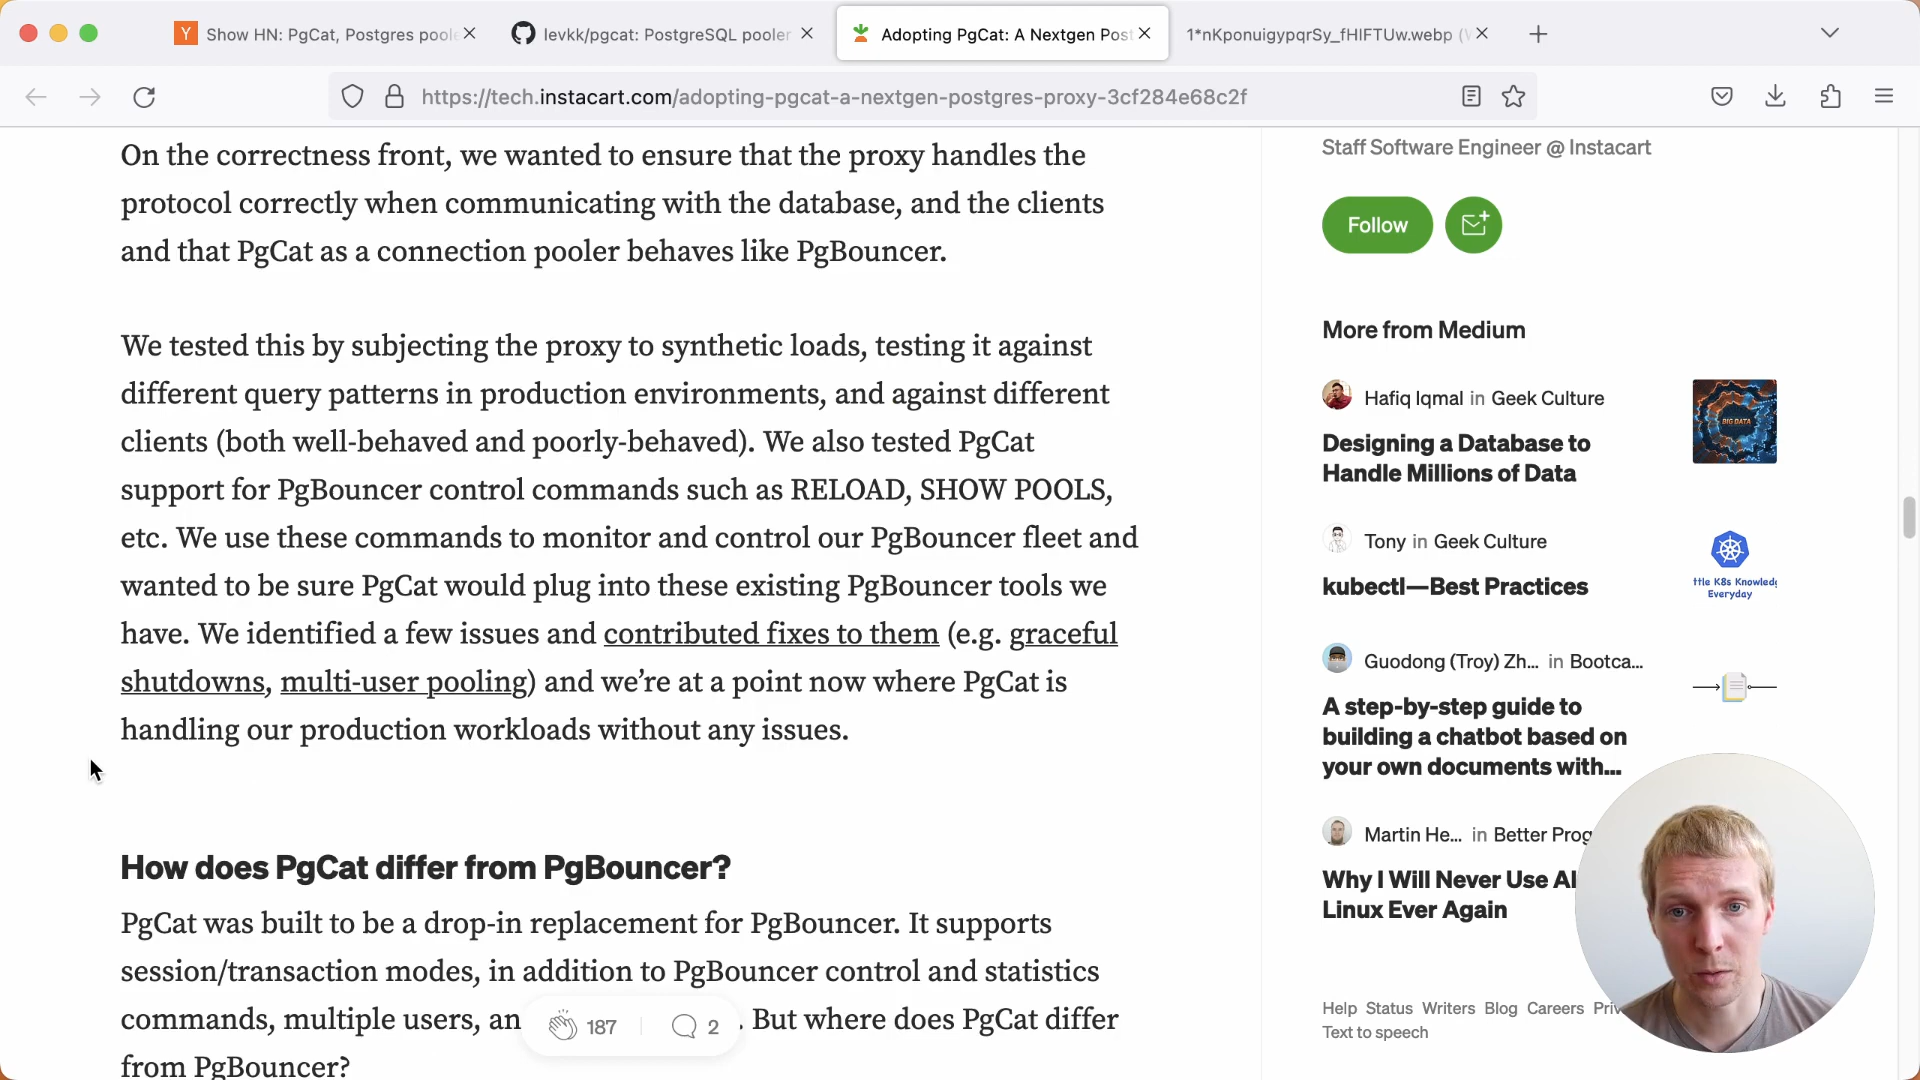 Show HN: PgCat, Postgres poole
levkk/pgcat: PostgreSQL pooler
Adopting PgCat: A Nextgen Post
1*nKponuigypqrSy_fHIFTUw.webp (
https://tech.instacart.com/adopting-pgcat-a-nextgen-postgres-proxy-3cf284e68c2f
On the correctness front, we wanted to ensure that the proxy handles the
protocol correctly when communicating with the database, and the clients
and that PgCat as a connection pooler behaves like PgBouncer.
We tested this by subjecting the proxy to synthetic loads, testing it against
different query patterns in production environments, and against different
clients (both well-behaved and poorly-behaved). We also tested PgCat
support for PgBouncer control commands such as RELOAD, SHOW POOLS,
etc. We use these commands to monitor and control our PgBouncer fleet and
wanted to be sure PgCat would plug into these existing PgBouncer tools we
have. We identified a few issues and contributed fixes to them (e.g. graceful
shutdowns, multi-user pooling) and we're at a point now where PgCat is
handling our production workloads without any issues.
How does PgCat differ from PgBouncer?
PgCat was built to be a drop-in replacement for PgBouncer. It supports
session/transaction modes, in addition to PgBouncer control and statistics
commands, multiple users, an . But where does PgCat differ
from PgBouncer?
187
2
Staff Software Engineer @ Instacart
Follow
More from Medium
Hafiq Iqmal in Geek Culture
Designing a Database to
Handle Millions of Data
BIG DATA
Tony in Geek Culture
kubectl—Best Practices
ttle K8s Knowledg
Everyday
Guodong (Troy) Zh... in Bootca...
A step-by-step guide to
building a chatbot based on
your own documents with...
Martin He... in Better Prog
Why I Will Never Use Al
Linux Ever Again
Help Status Writers Blog Careers Priv
Text to speech